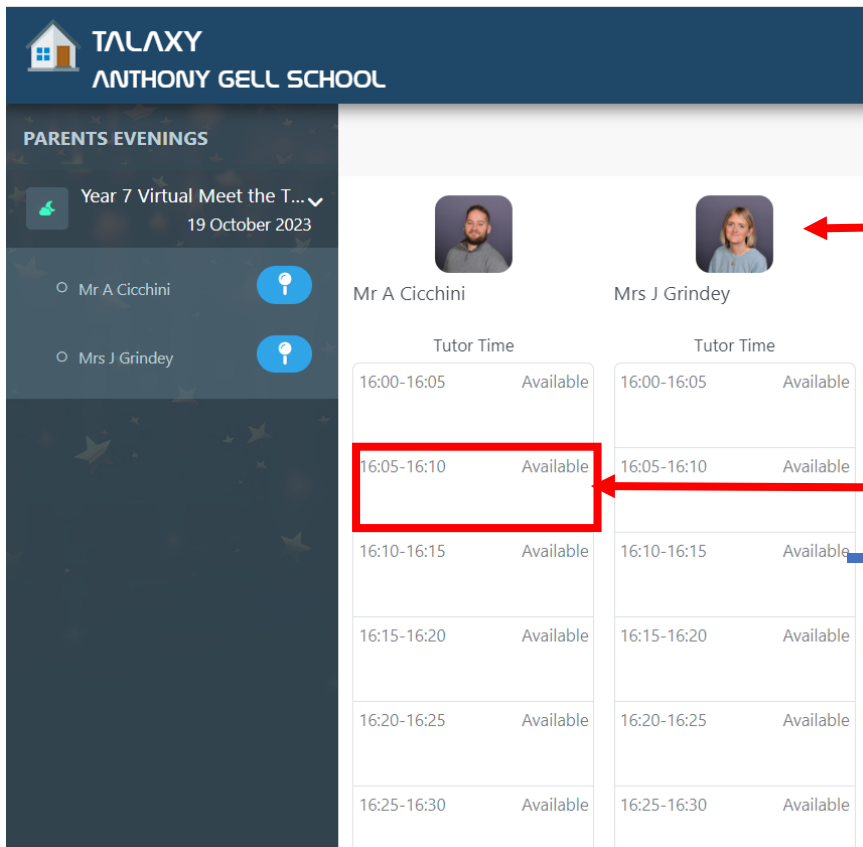 TALAXY
ANTHONY GELL SCHOOL
PARENTS EVENINGS
Year 7 Virtual Meet the T...
19 October 2023
Mr A Cicchini
Mrs J Grindey
Mr A Cicchini Mrs J Grindey
Tutor Time Tutor Time
16:00-16:05 Available 16:00-16:05 Available
16:05-16:10 Available 16:05-16:10 Available
16:10-16:15 Available 16:10-16:15 Available
16:15-16:20 Available 16:15-16:20 Available
16:20-16:25 Available 16:20-16:25 Available
16:25-16:30 Available 16:25-16:30 Available